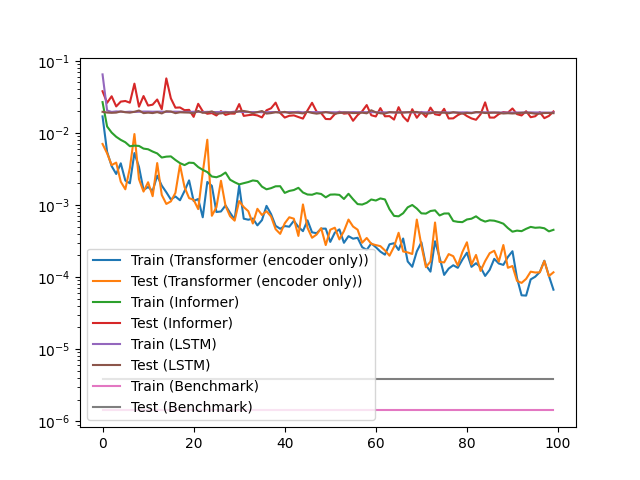 10⁻¹
10⁻²
10⁻³
10⁻⁴
10⁻⁵
10⁻⁶
Train (Transformer (encoder only))
Test (Transformer (encoder only))
Train (Informer)
Test (Informer)
Train (LSTM)
Test (LSTM)
Train (Benchmark)
Test (Benchmark)
0 20 40 60 80 100